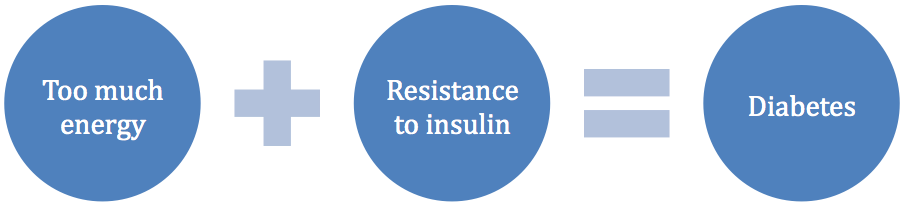 Too much
energy
Resistance
to insulin
Diabetes